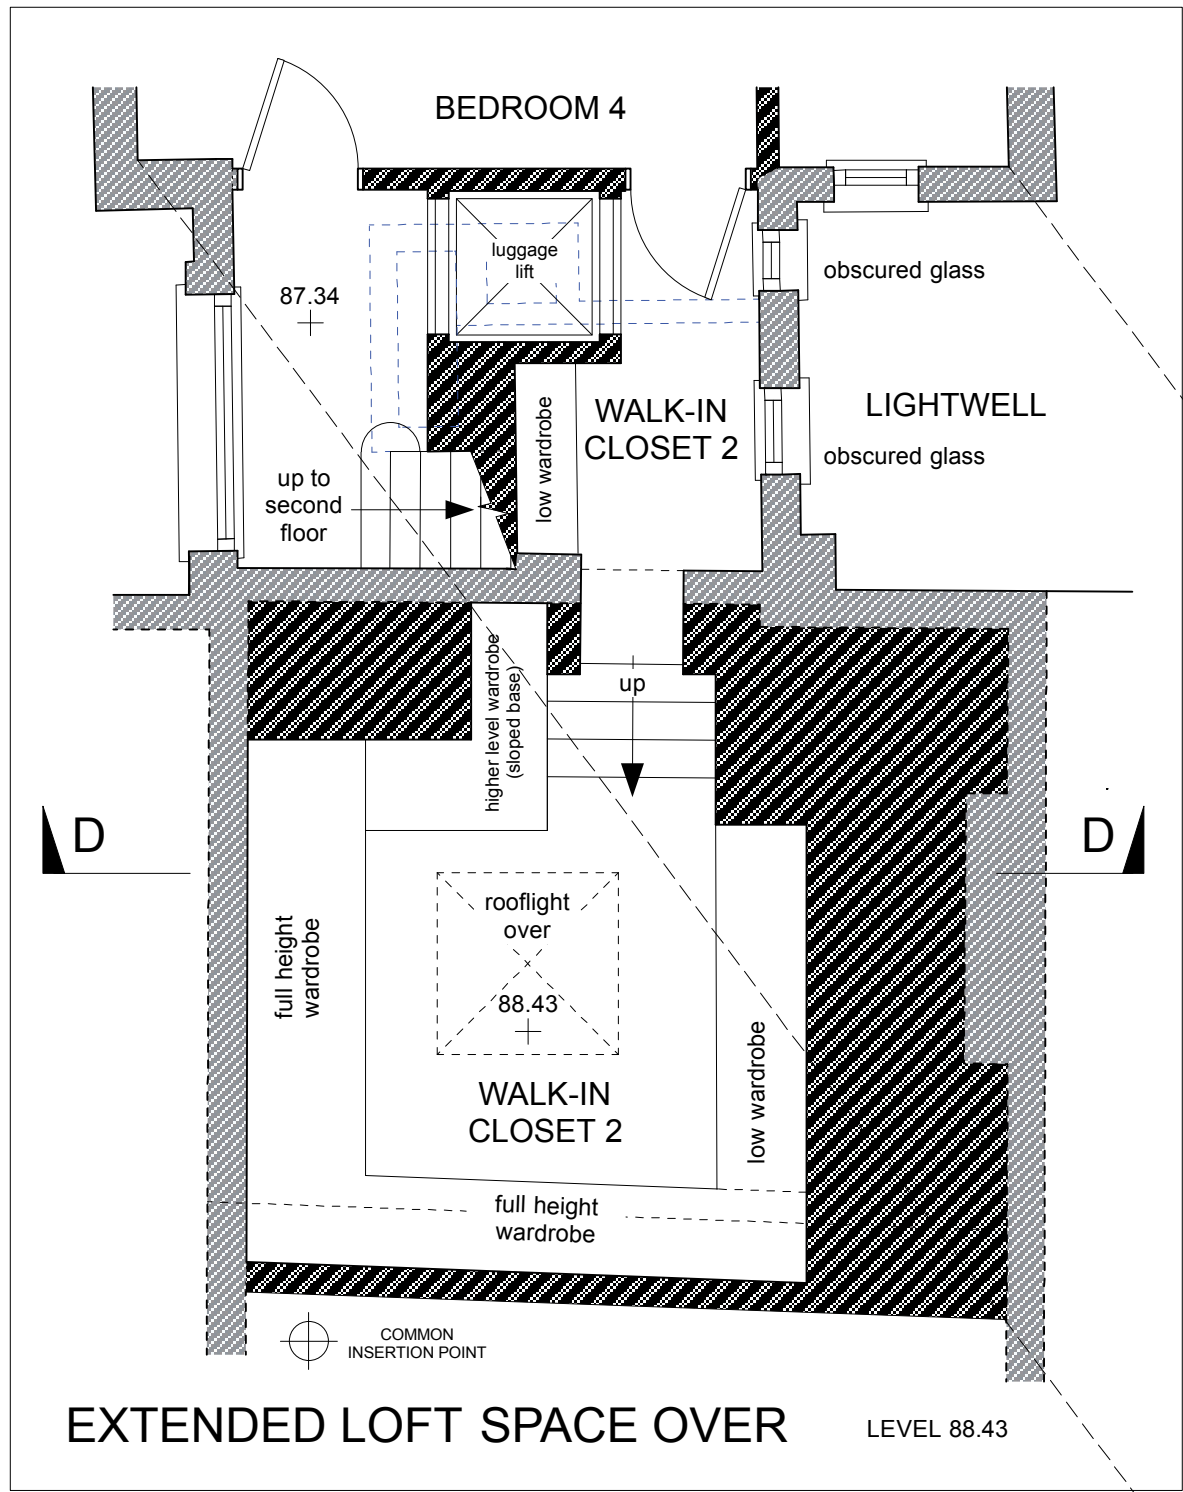 BEDROOM 4
luggage
lift
obscured glass
87.34
WALK-IN
CLOSET 2
LIGHTWELL
low wardrobe
obscured glass
up to
second
floor
higher level wardrobe
(sloped base)
up
D
D
rooflight
over
full height
wardrobe
88.43
low wardrobe
WALK-IN
CLOSET 2
full height
wardrobe
COMMON
INSERTION POINT
EXTENDED LOFT SPACE OVER
LEVEL 88.43